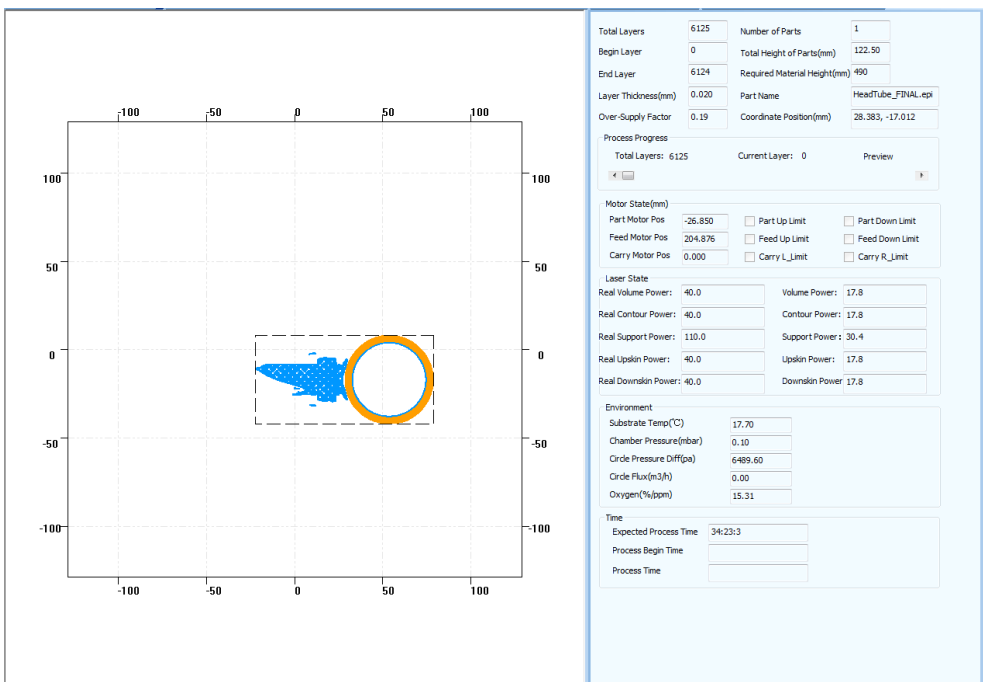 Total Layers 6125 Number of Parts 1
Begin Layer 0 Total Height of Parts(mm) 122.50
End Layer 6124 Required Material Height(mm) 490
Layer Thickness(mm) 0.020 Part Name HeadTube_FINAL.epi
Over-Supply Factor 0.19 Coordinate Position(mm) 28.383, -17.012
Process Progress
Total Layers: 6125 Current Layer: 0 Preview
Motor State(mm)
Part Motor Pos -26.850 Part Up Limit Part Down Limit
Feed Motor Pos 204.876 Feed Up Limit Feed Down Limit
Carry Motor Pos 0.000 Carry L_Limit Carry R_Limit
Laser State
Real Volume Power: 40.0 Volume Power: 17.8
Real Contour Power: 40.0 Contour Power: 17.8
Real Support Power: 110.0 Support Power: 30.4
Real Upskin Power: 40.0 Upskin Power: 17.8
Real Downskin Power: 40.0 Downskin Power 17.8
Environment
Substrate Temp(℃) 17.70
Chamber Pressure(mbar) 0.10
Circle Pressure Diff(pa) 6489.60
Circle Flux(m3/h) 0.00
Oxygen(%/ppm) 15.31
Time
Expected Process Time 34:23:3
Process Begin Time
Process Time
-100 -50 0 50 100
100 100
50 50
0 0
-50 -50
-100 -100
-100 -50 0 50 100